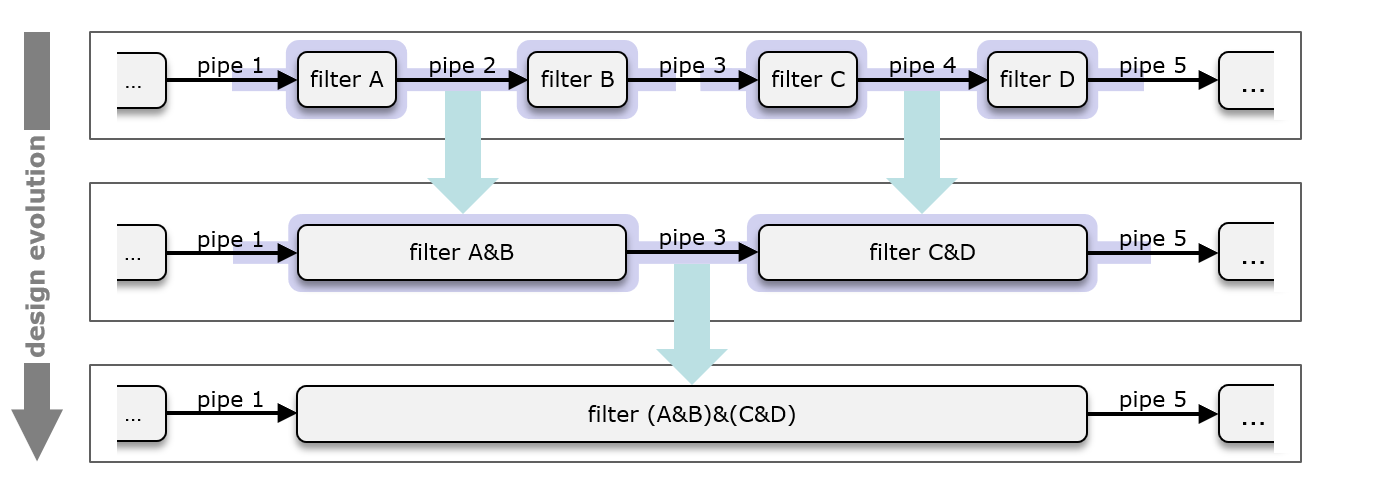 design evolution
... pipe 1 filter A pipe 2 filter B pipe 3 filter C pipe 4 filter D pipe 5 ...
... pipe 1 filter A&B pipe 3 filter C&D pipe 5 ...
... pipe 1 filter (A&B)&(C&D) pipe 5 ...